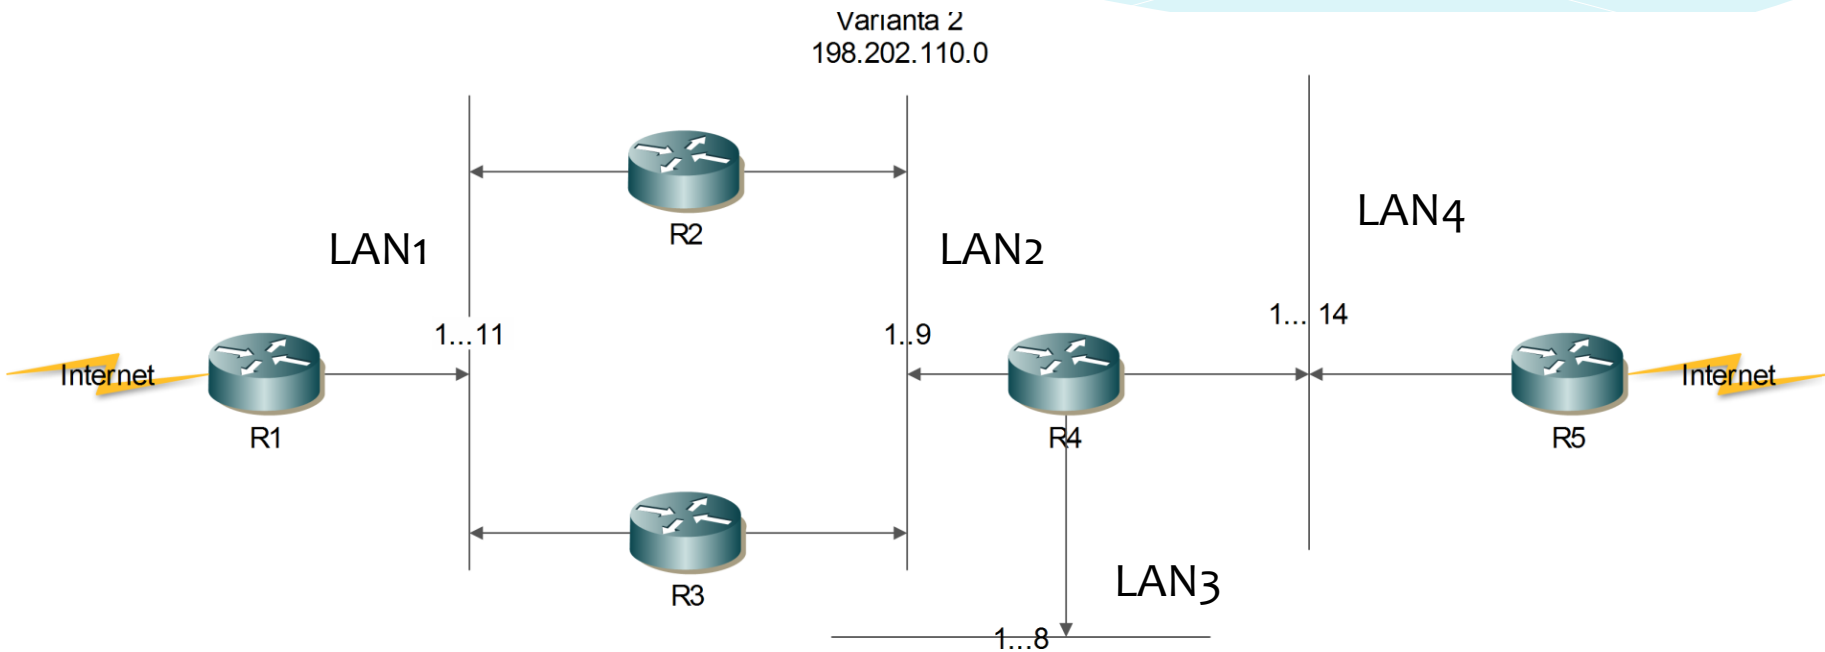 Varianta 2
198.202.110.0
R2
LAN1
LAN2
LAN4
1...11
1..9
1... 14
Internet
R1
R4
R5
Internet
R3
LAN3
1...8